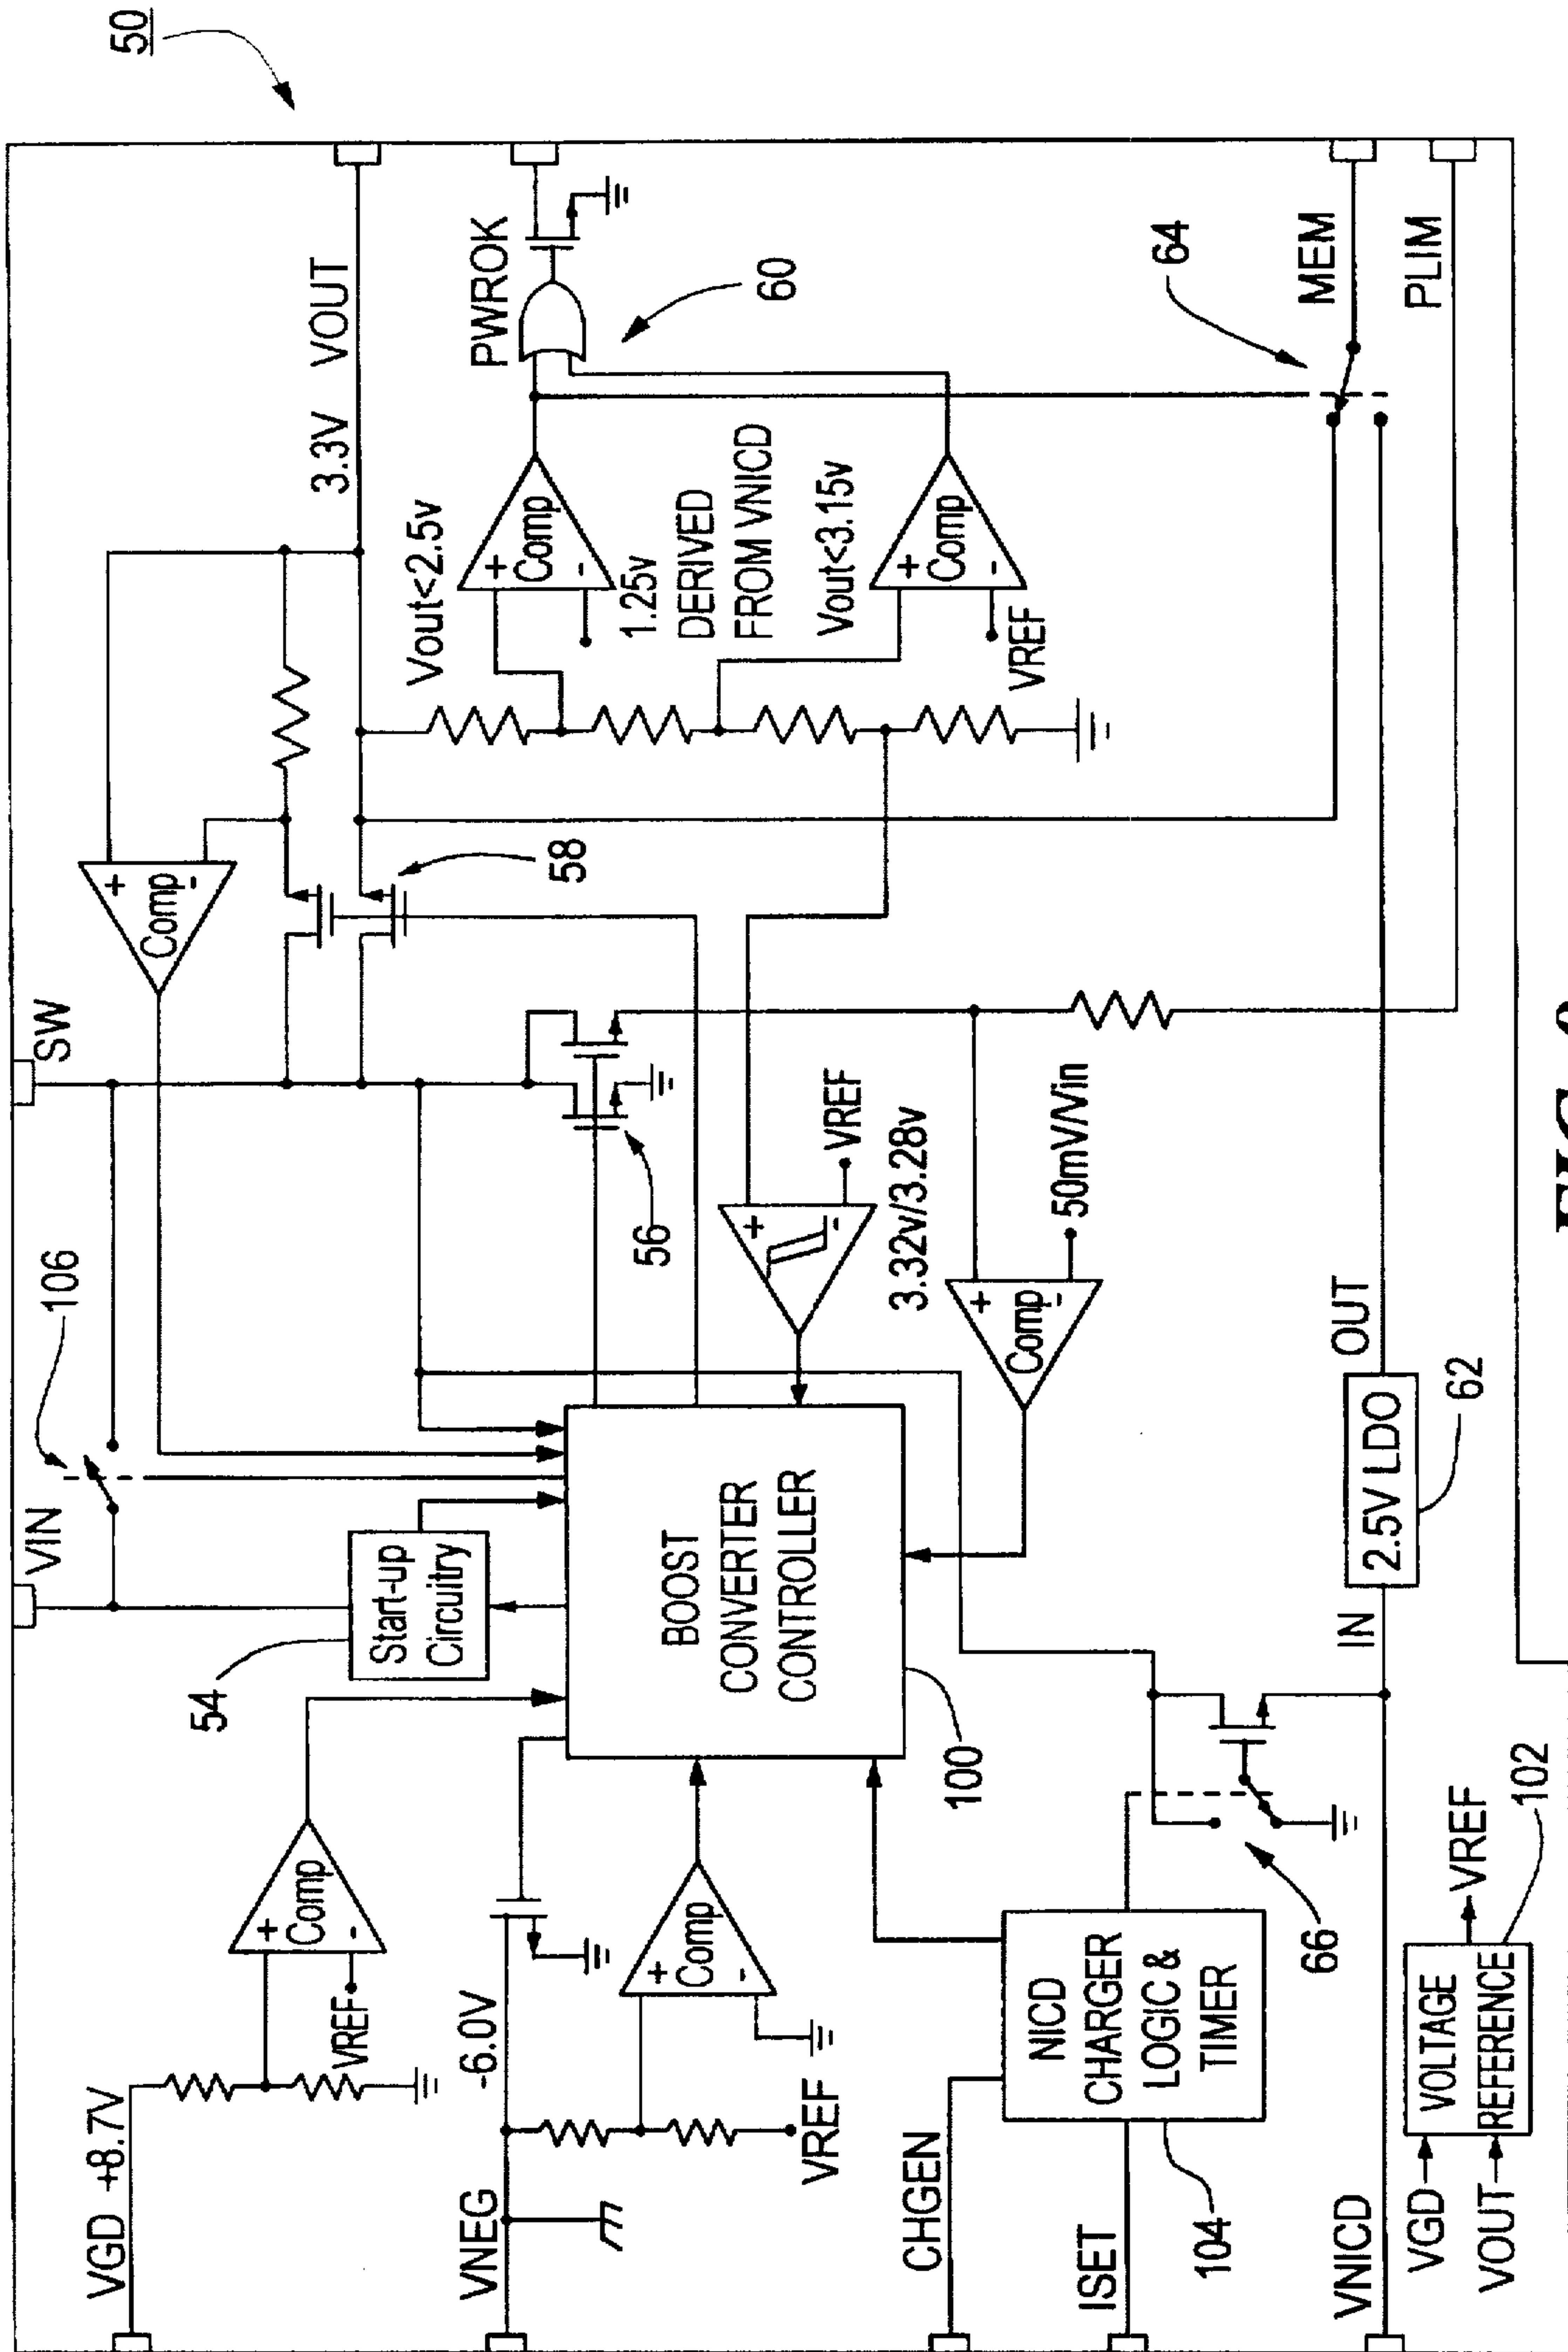 50
SW
VIN
106
3.3V VOUT
PWROK
60
64
MEM
PLIM
Comp
+
-
58
Vout<2.5v
Comp
+
-
1.25v
DERIVED
FROM VNICD
Vout<3.15v
Comp
+
-
VREF
56
+
-
VREF
3.32v/3.28v
Comp
+
-
50mV/Vin
Start-up
Circuitry
54
BOOST
CONVERTER
CONTROLLER
100
OUT
2.5V LDO
62
IN
VGD +8.7V
Comp
+
-
VREF
VNEG
-6.0V
Comp
+
-
VREF
CHGEN
ISET
NICD
CHARGER
LOGIC &
TIMER
104
66
VNICD
VGD
VOUT
VOLTAGE
REFERENCE
VREF
102